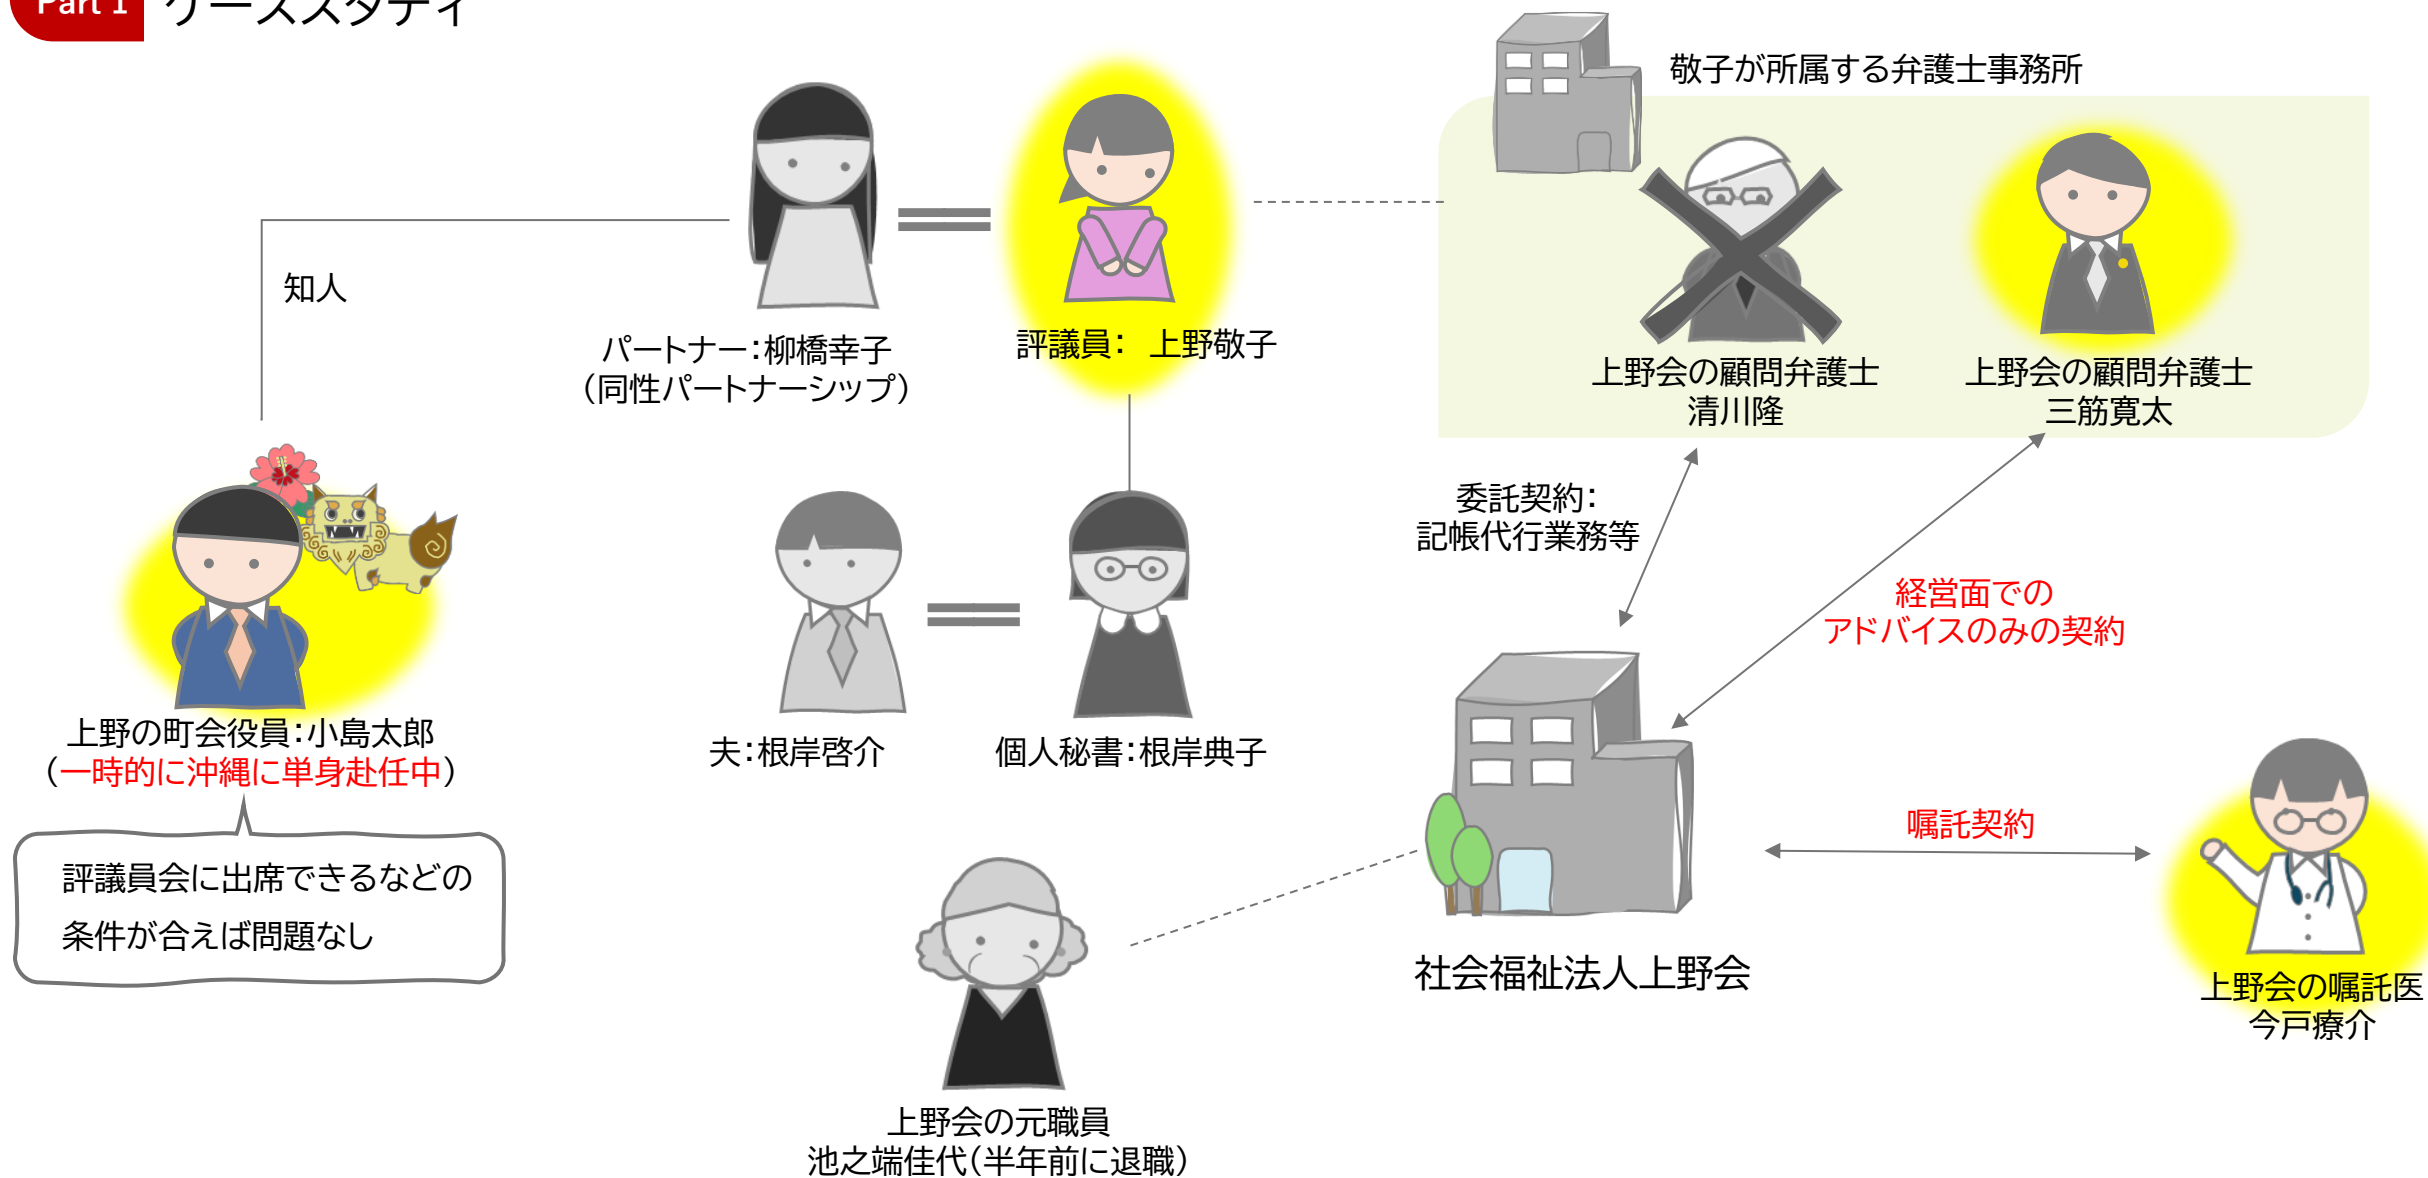 Part 1 ケーススタディ
敬子が所属する弁護士事務所
知人
パートナー：柳橋幸子
（同性パートナーシップ）
評議員： 上野敬子
上野会の顧問弁護士
清川隆
上野会の顧問弁護士
三筋寛太
委託契約：
記帳代行業務等
経営面での
アドバイスのみの契約
上野の町会役員：小島太郎
（一時的に沖縄に単身赴任中）
夫：根岸啓介
個人秘書：根岸典子
評議員会に出席できるなどの
条件が合えば問題なし
嘱託契約
社会福祉法人上野会
上野会の嘱託医
今戸療介
上野会の元職員
池之端佳代（半年前に退職）